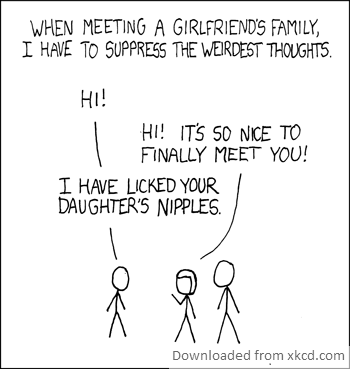 WHEN MEETING A GIRLFRIEND'S FAMILY,
I HAVE TO SUPPRESS THE WEIRDEST THOUGHTS.
HI!
HI! IT'S SO NICE TO
FINALLY MEET YOU!
I HAVE LICKED YOUR
DAUGHTER'S NIPPLES.
Downloaded from xkcd.com